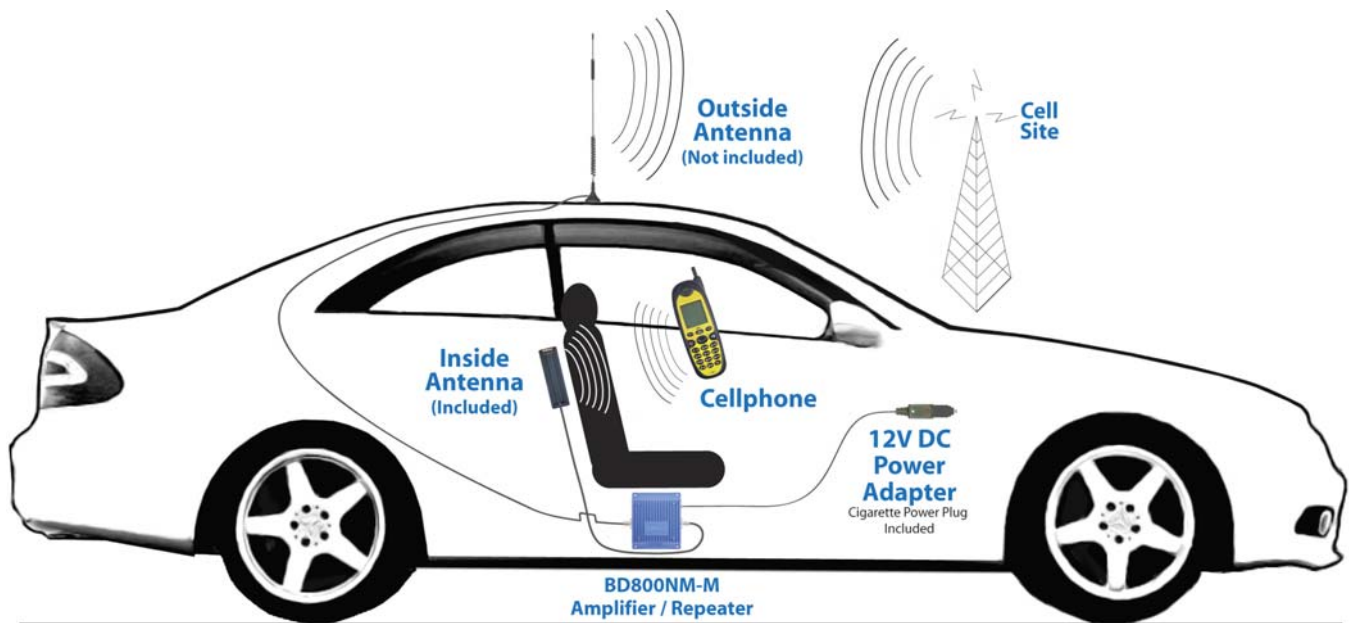 Outside
Antenna
(Not included)
Cell
Site
Inside
Antenna
(Included)
Cellphone
12V DC
Power
Adapter
Cigarette Power Plug
Included
BD800NM-M
Amplifier / Repeater